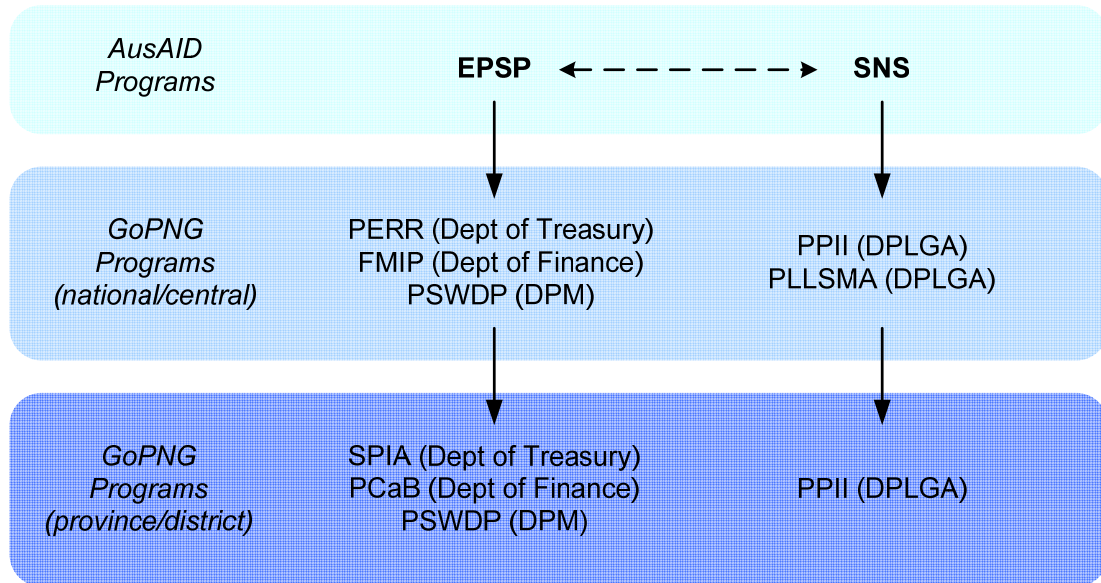 AusAID
Programs
EPSP
SNS
GoPNG
Programs
(national/central)
PERR (Dept of Treasury)
FMIP (Dept of Finance)
PSWDP (DPM)
PPII (DPLGA)
PLLSMA (DPLGA)
GoPNG
Programs
(province/district)
SPIA (Dept of Treasury)
PCaB (Dept of Finance)
PSWDP (DPM)
PPII (DPLGA)